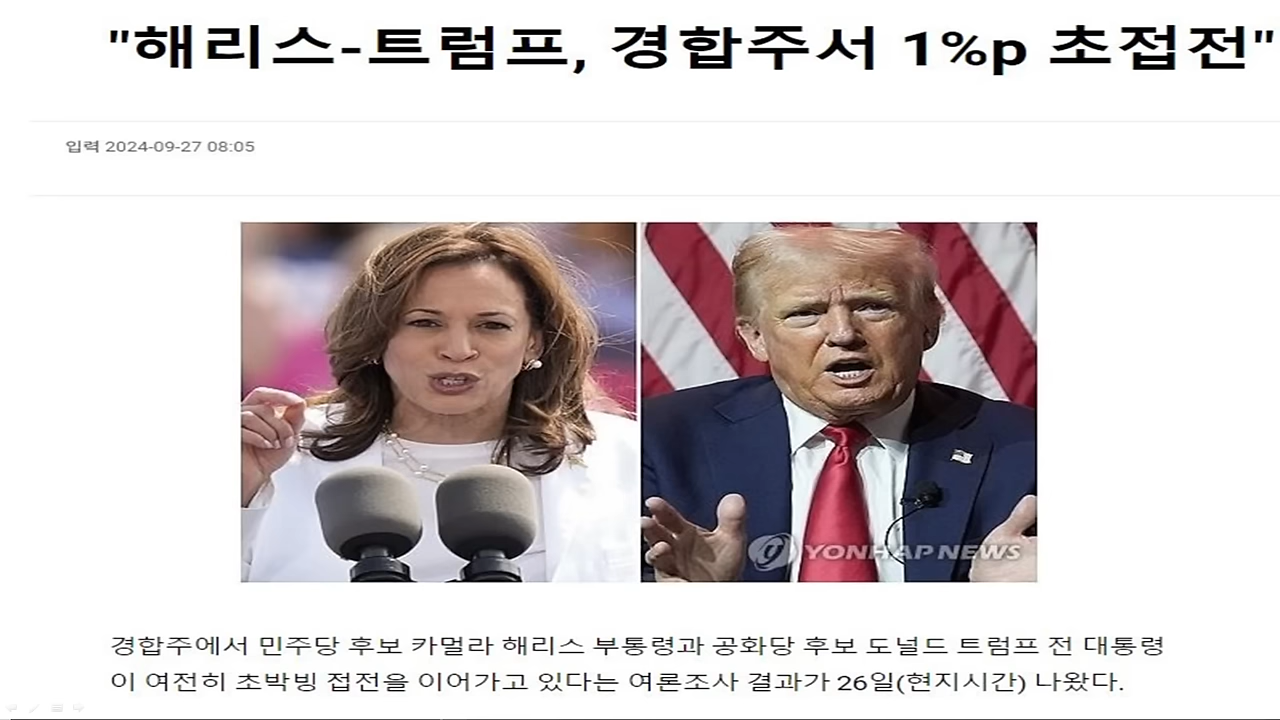 "해리스-트럼프, 경합주서 1%p 초접전"
입력 2024-09-27 08:05
YONHAP NEWS
경합주에서 민주당 후보 카멀라 해리스 부통령과 공화당 후보 도널드 트럼프 전 대통령
이 여전히 초박빙 접전을 이어가고 있다는 여론조사 결과가 26일(현지시간) 나왔다.